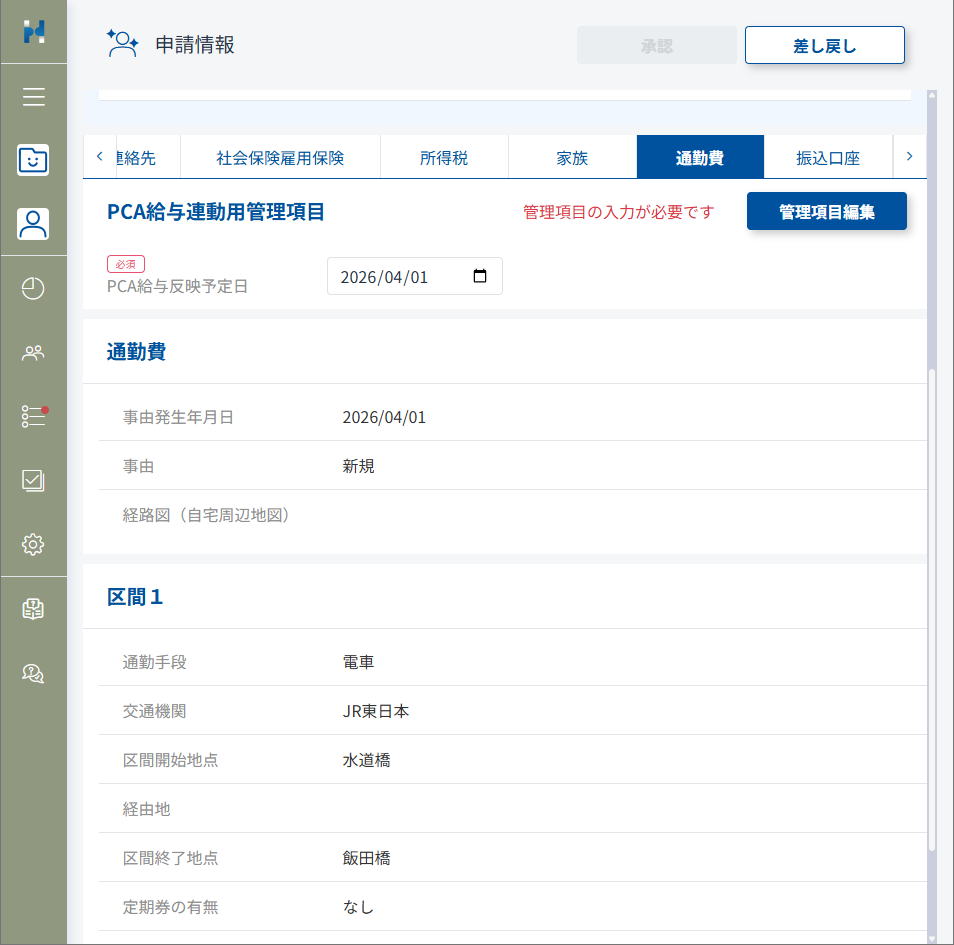 申請情報
承認
差し戻し
連絡先
社会保険雇用保険
所得税
家族
通勤費
振込口座
PCA給与連動用管理項目
管理項目の入力が必要です
管理項目編集
必須
PCA給与反映予定日
2026/04/01
通勤費
事由発生年月日
2026/04/01
事由
新規
経路図（自宅周辺地図）
区間１
通勤手段
電車
交通機関
JR東日本
区間開始地点
水道橋
経由地
区間終了地点
飯田橋
定期券の有無
なし